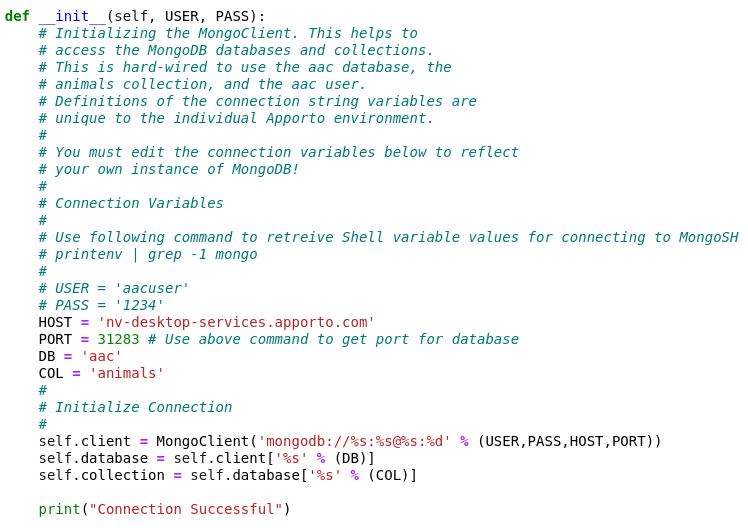 def __init__(self, USER, PASS):
    # Initializing the MongoClient. This helps to
    # access the MongoDB databases and collections.
    # This is hard-wired to use the aac database, the
    # animals collection, and the aac user.
    # Definitions of the connection string variables are
    # unique to the individual Apporto environment.
    #
    # You must edit the connection variables below to reflect
    # your own instance of MongoDB!
    #
    # Connection Variables
    #
    # Use following command to retreive Shell variable values for connecting to MongoSH
    # printenv | grep -1 mongo
    #
    # USER = 'aacuser'
    # PASS = '1234'
    HOST = 'nv-desktop-services.apporto.com'
    PORT = 31283 # Use above command to get port for database
    DB = 'aac'
    COL = 'animals'
    #
    # Initialize Connection
    #
    self.client = MongoClient('mongodb://%s:%s@%s:%d' % (USER,PASS,HOST,PORT))
    self.database = self.client['%s' % (DB)]
    self.collection = self.database['%s' % (COL)]

    print("Connection Successful")